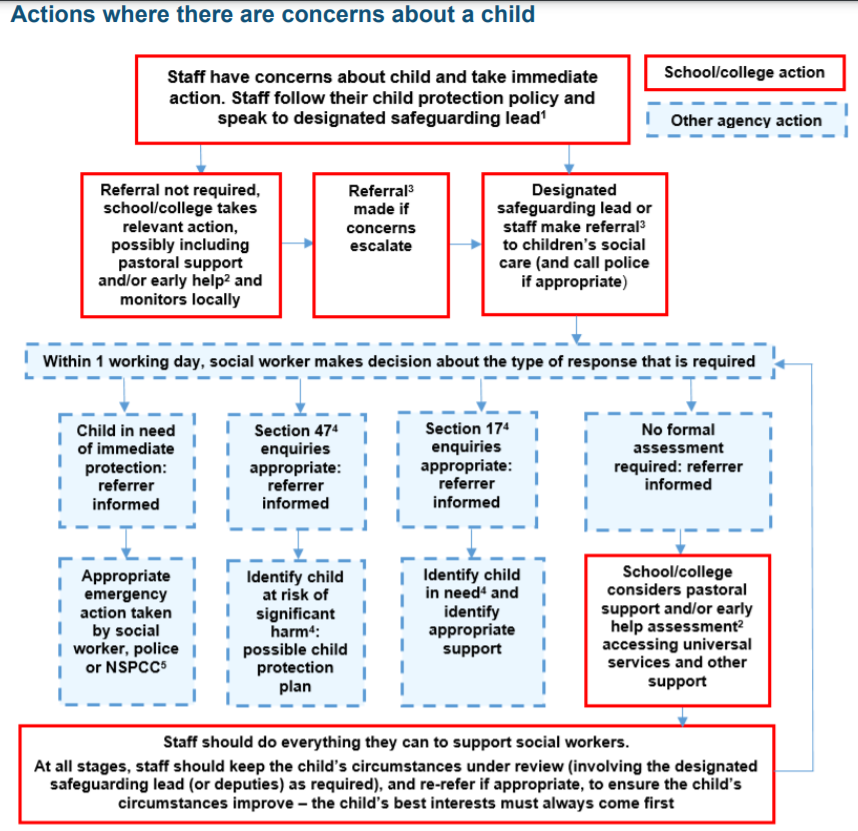 Actions where there are concerns about a child
Staff have concerns about child and take immediate
action. Staff follow their child protection policy and
speak to designated safeguarding lead¹
School/college action
Other agency action
Referral not required,
school/college takes
relevant action,
possibly including
pastoral support
and/or early help² and
monitors locally
Referral³
made if
concerns
escalate
Designated
safeguarding lead or
staff make referral³
to children’s social
care (and call police
if appropriate)
Within 1 working day, social worker makes decision about the type of response that is required
Child in need
of immediate
protection:
referrer
informed
Section 47⁴
enquiries
appropriate:
referrer
informed
Section 17⁴
enquiries
appropriate:
referrer
informed
No formal
assessment
required: referrer
informed
Appropriate
emergency
action taken
by social
worker, police
or NSPCC⁵
Identify child
at risk of
significant
harm⁴:
possible child
protection
plan
Identify child
in need⁴ and
identify
appropriate
support
School/college
considers pastoral
support and/or early
help assessment²
accessing universal
services and other
support
Staff should do everything they can to support social workers.
At all stages, staff should keep the child’s circumstances under review (involving the designated
safeguarding lead (or deputies) as required), and re-refer if appropriate, to ensure the child’s
circumstances improve – the child’s best interests must always come first